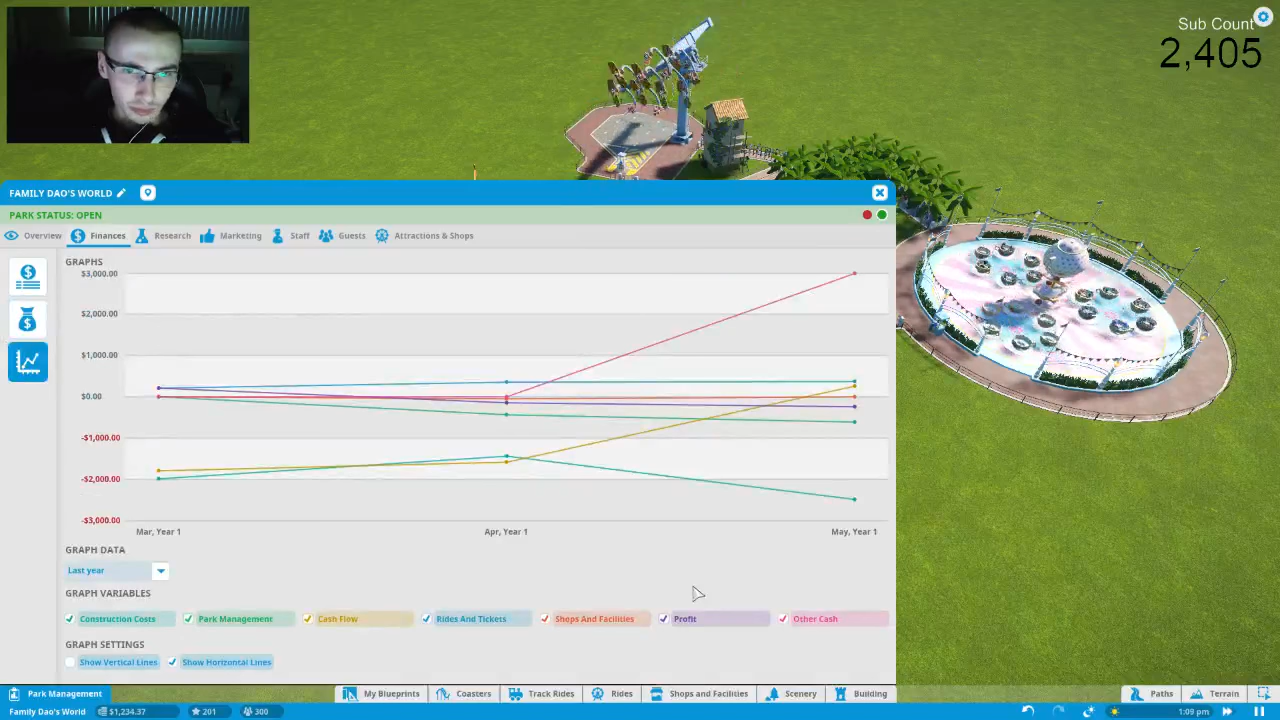 Sub Count
2,405
FAMILY DAO'S WORLD
PARK STATUS: OPEN
Overview Finances Research Marketing Staff Guests Attractions & Shops
GRAPHS
$3,000.00
$2,000.00
$1,000.00
$0.00
-$1,000.00
-$2,000.00
-$3,000.00
Mar, Year 1 Apr, Year 1 May, Year 1
GRAPH DATA
Last year
GRAPH VARIABLES
Construction Costs Park Management Cash Flow Rides And Tickets Shops And Facilities Profit Other Cash
GRAPH SETTINGS
Show Vertical Lines Show Horizontal Lines
Park Management My Blueprints Coasters Track Rides Rides Shops and Facilities Scenery Building Paths Terrain
Family Dao's World $1,234.37 201 300 1:09 pm